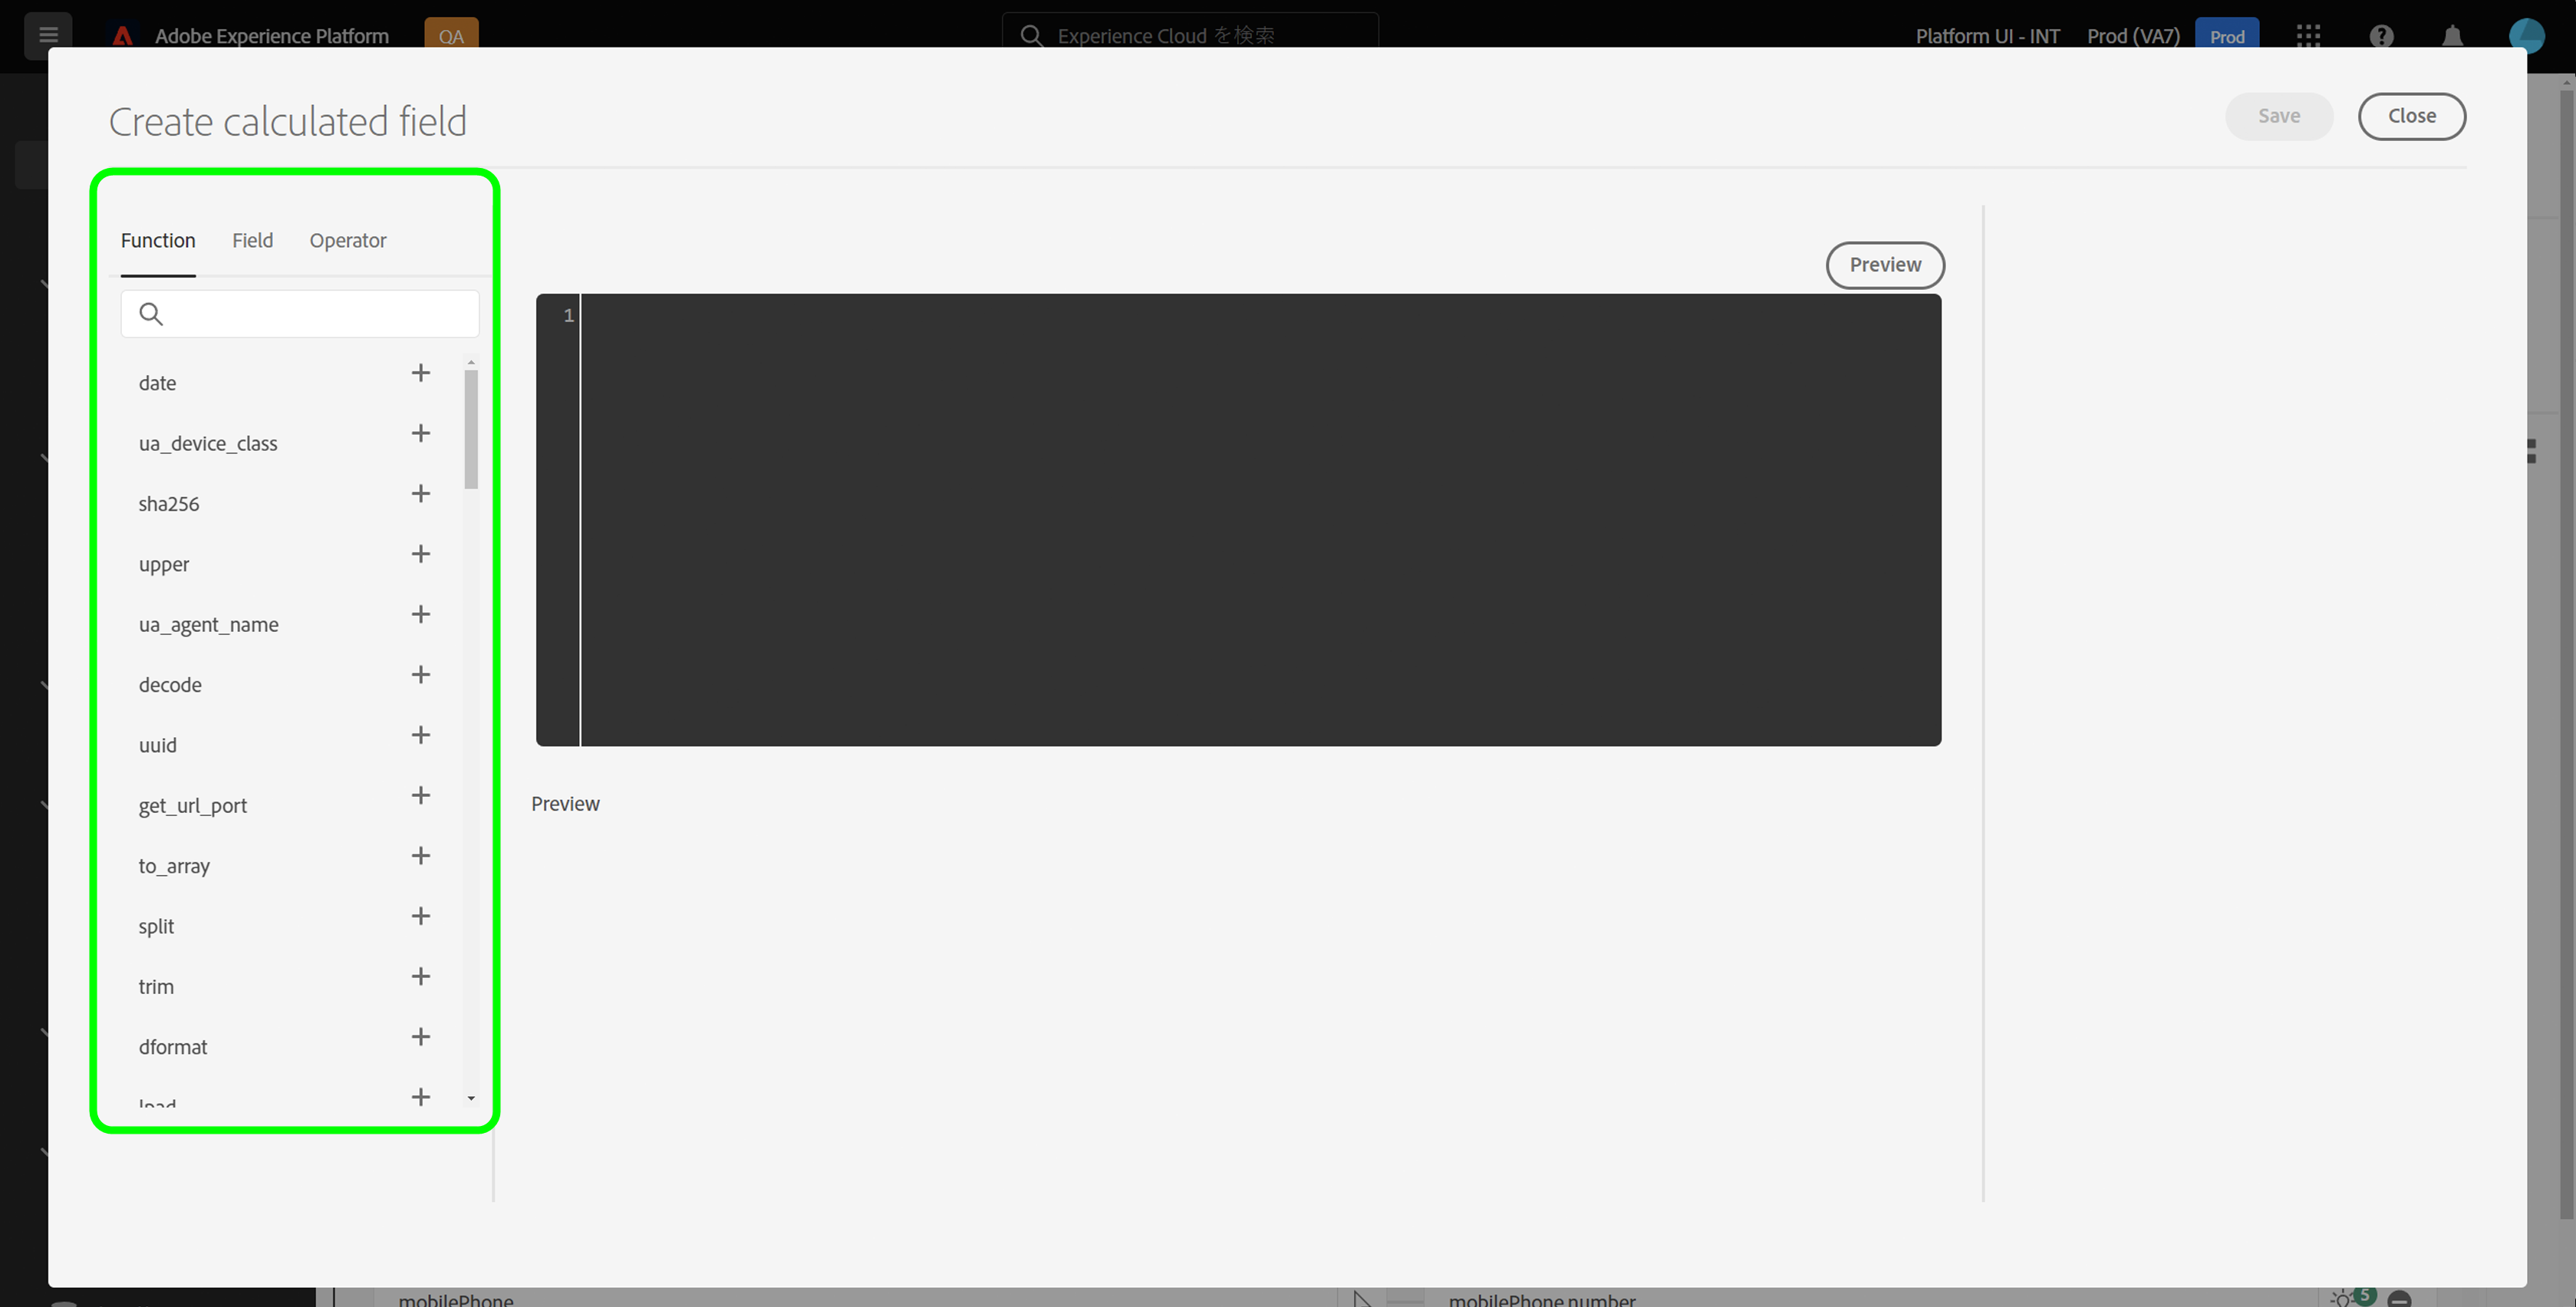 Adobe Experience Platform
QA
Experience Cloud を検索
Platform UI - INT
Prod (VA7)
Prod
Create calculated field
Save
Close
Function
Field
Operator
Preview
1
date
ua_device_class
sha256
upper
ua_agent_name
decode
uuid
get_url_port
to_array
split
trim
dformat
lpad
Preview
mobilePhone
mobilePhone.number
5